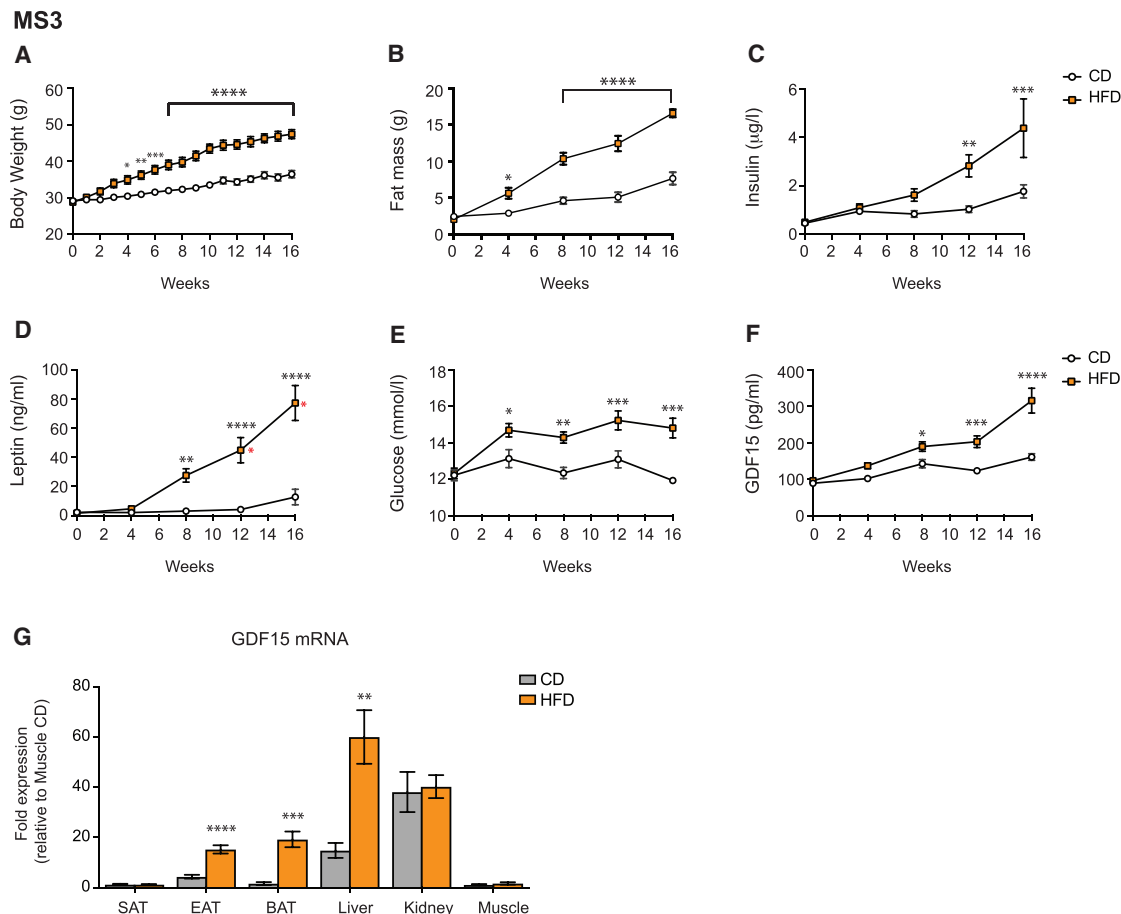 MS3
A
Body Weight (g)
60
50
40
30
20
*
**
***
****
0 2 4 6 8 10 12 14 16
Weeks
B
Fat mass (g)
20
15
10
5
0
*
****
0 2 4 6 8 10 12 14 16
Weeks
C
Insulin (µg/l)
6
4
2
0
**
***
0 2 4 6 8 10 12 14 16
Weeks
CD
HFD
D
Leptin (ng/ml)
100
80
60
40
20
0
**
****
*
****
*
0 2 4 6 8 10 12 14 16
Weeks
E
Glucose (mmol/l)
18
16
14
12
10
*
**
***
***
0 2 4 6 8 10 12 14 16
Weeks
F
GDF15 (pg/ml)
400
300
200
100
0
*
***
****
0 2 4 6 8 10 12 14 16
Weeks
CD
HFD
G
GDF15 mRNA
Fold expression
(relative to Muscle CD)
80
60
40
20
0
****
***
**
SAT EAT BAT Liver Kidney Muscle
CD
HFD